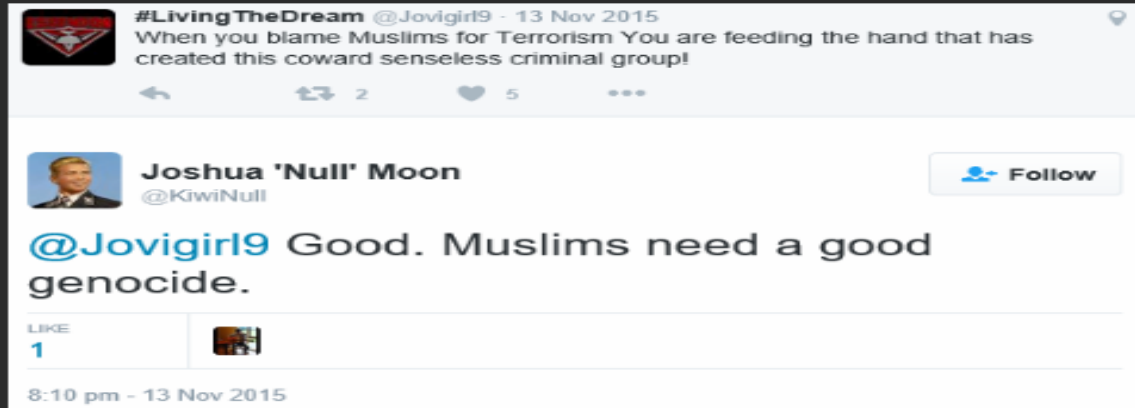 #LivingTheDream @Jovigirl9 - 13 Nov 2015
When you blame Muslims for Terrorism You are feeding the hand that has
created this coward senseless criminal group!
2 5
Joshua 'Null' Moon
@KiwiNull
Follow
@Jovigirl9 Good. Muslims need a good
genocide.
LIKE
1
8:10 pm - 13 Nov 2015